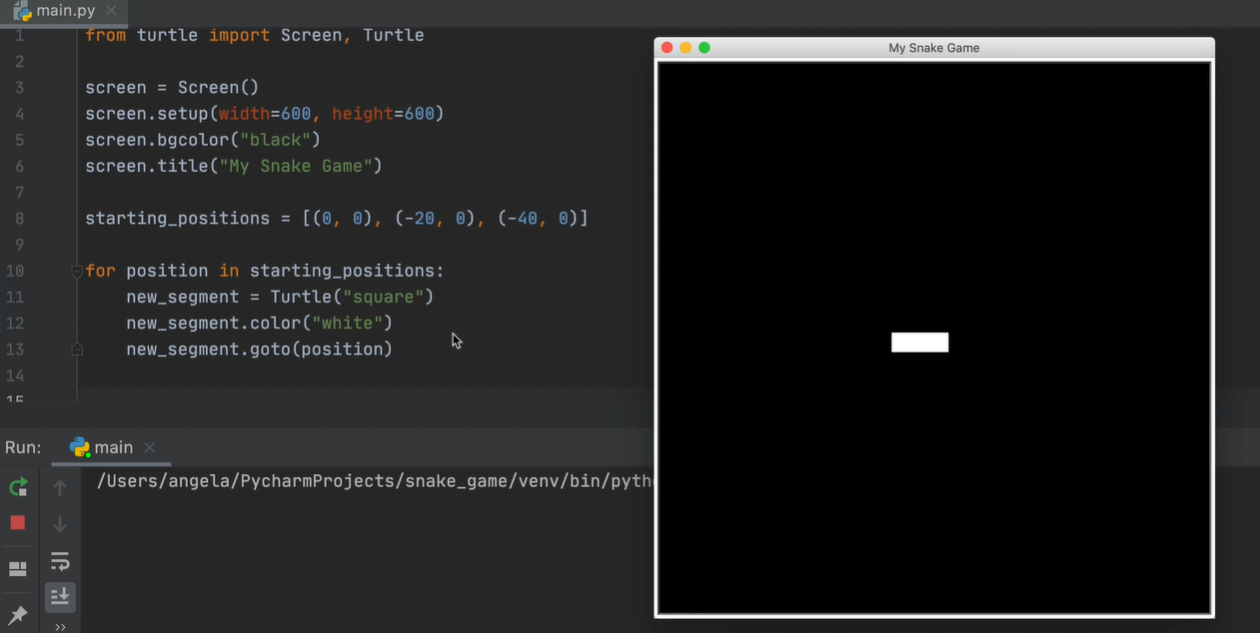 main.py
1 from turtle import Screen, Turtle
2
3 screen = Screen()
4 screen.setup(width=600, height=600)
5 screen.bgcolor("black")
6 screen.title("My Snake Game")
7
8 starting_positions = [(0, 0), (-20, 0), (-40, 0)]
9
10 for position in starting_positions:
11 new_segment = Turtle("square")
12 new_segment.color("white")
13 new_segment.goto(position)
14
15
My Snake Game
Run: main
/Users/angela/PycharmProjects/snake_game/venv/bin/pyth